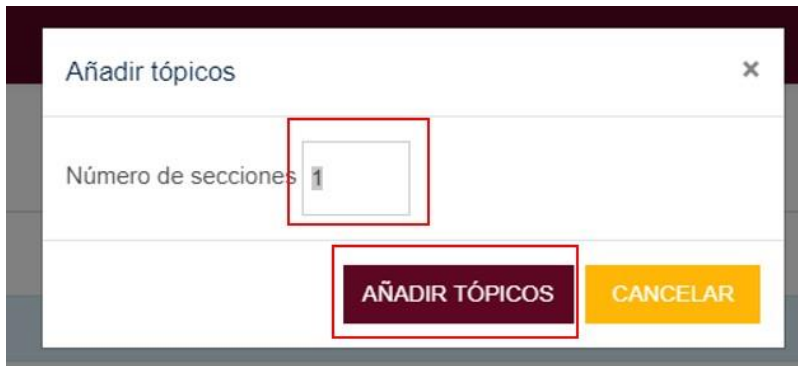 Añadir tópicos ×
Número de secciones 1
AÑADIR TÓPICOS CANCELAR